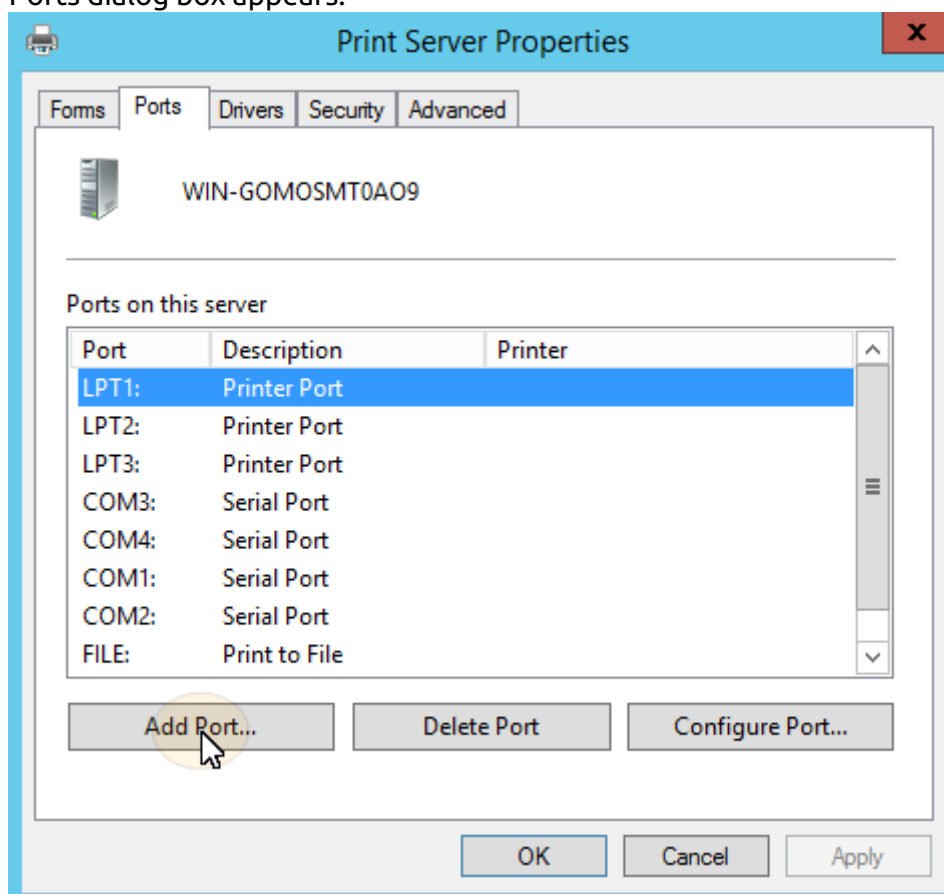 Ports dialog box appears.
Print Server Properties
x
Forms Ports Drivers Security Advanced
WIN-GOMOSMT0AO9
Ports on this server
Port Description Printer
LPT1: Printer Port
LPT2: Printer Port
LPT3: Printer Port
COM3: Serial Port
COM4: Serial Port
COM1: Serial Port
COM2: Serial Port
FILE: Print to File
Add Port... Delete Port Configure Port...
OK Cancel Apply